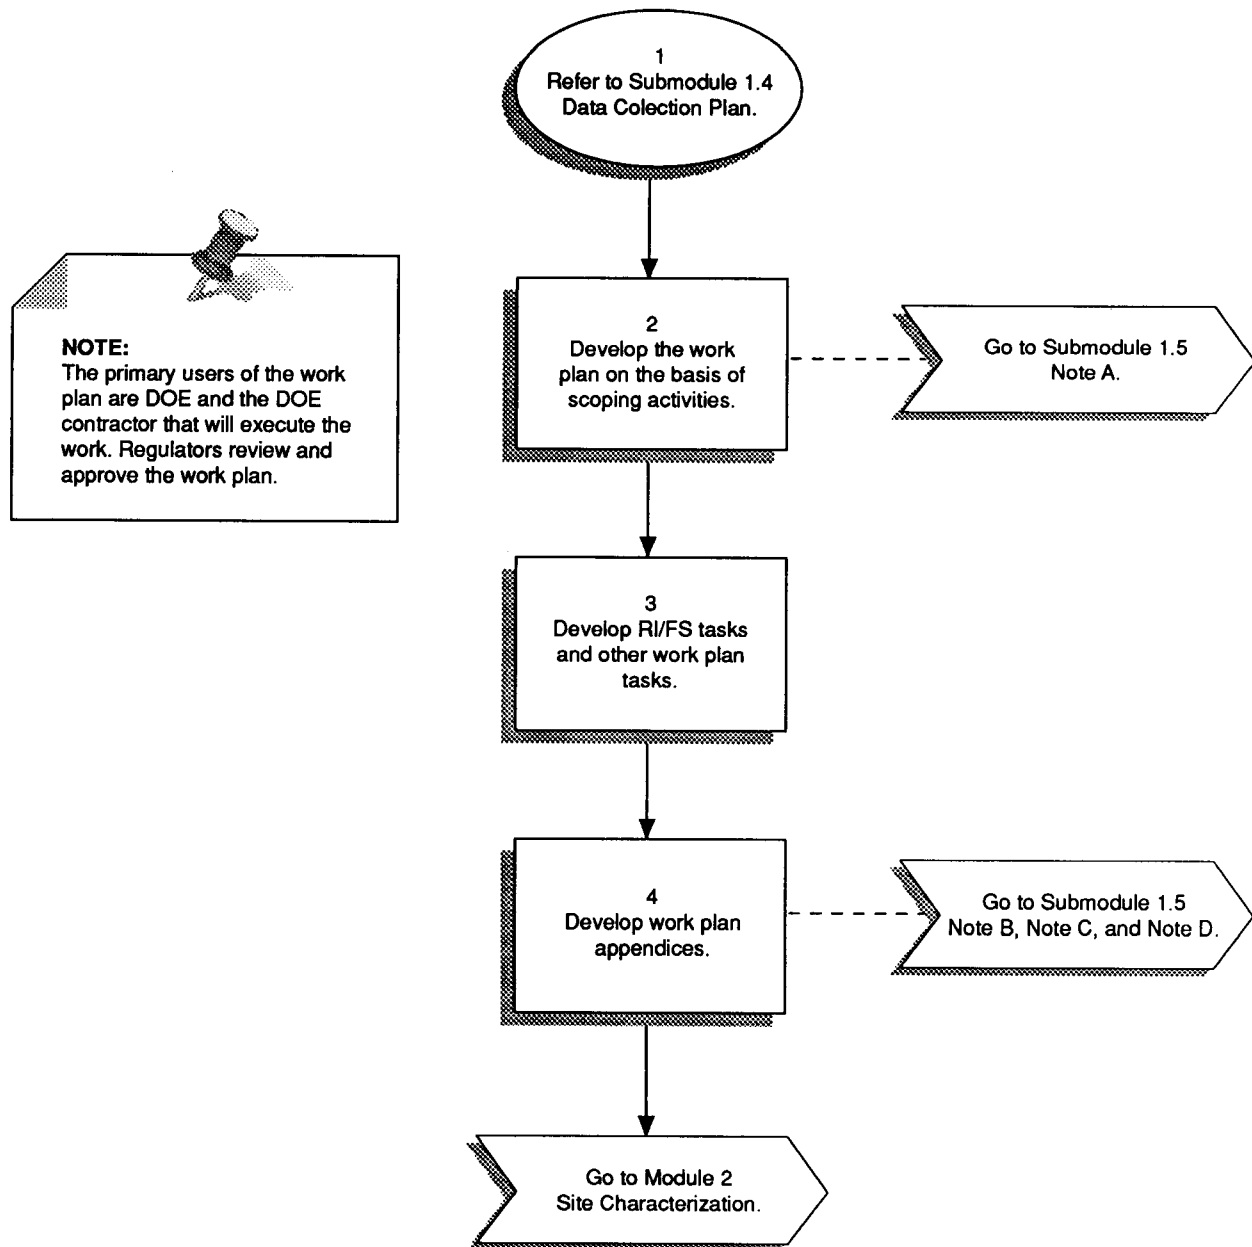 1
Refer to Submodule 1.4
Data Colection Plan.
NOTE:
The primary users of the work
plan are DOE and the DOE
contractor that will execute the
work. Regulators review and
approve the work plan.
2
Develop the work
plan on the basis of
scoping activities.
Go to Submodule 1.5
Note A.
3
Develop RI/FS tasks
and other work plan
tasks.
4
Develop work plan
appendices.
Go to Submodule 1.5
Note B, Note C, and Note D.
Go to Module 2
Site Characterization.